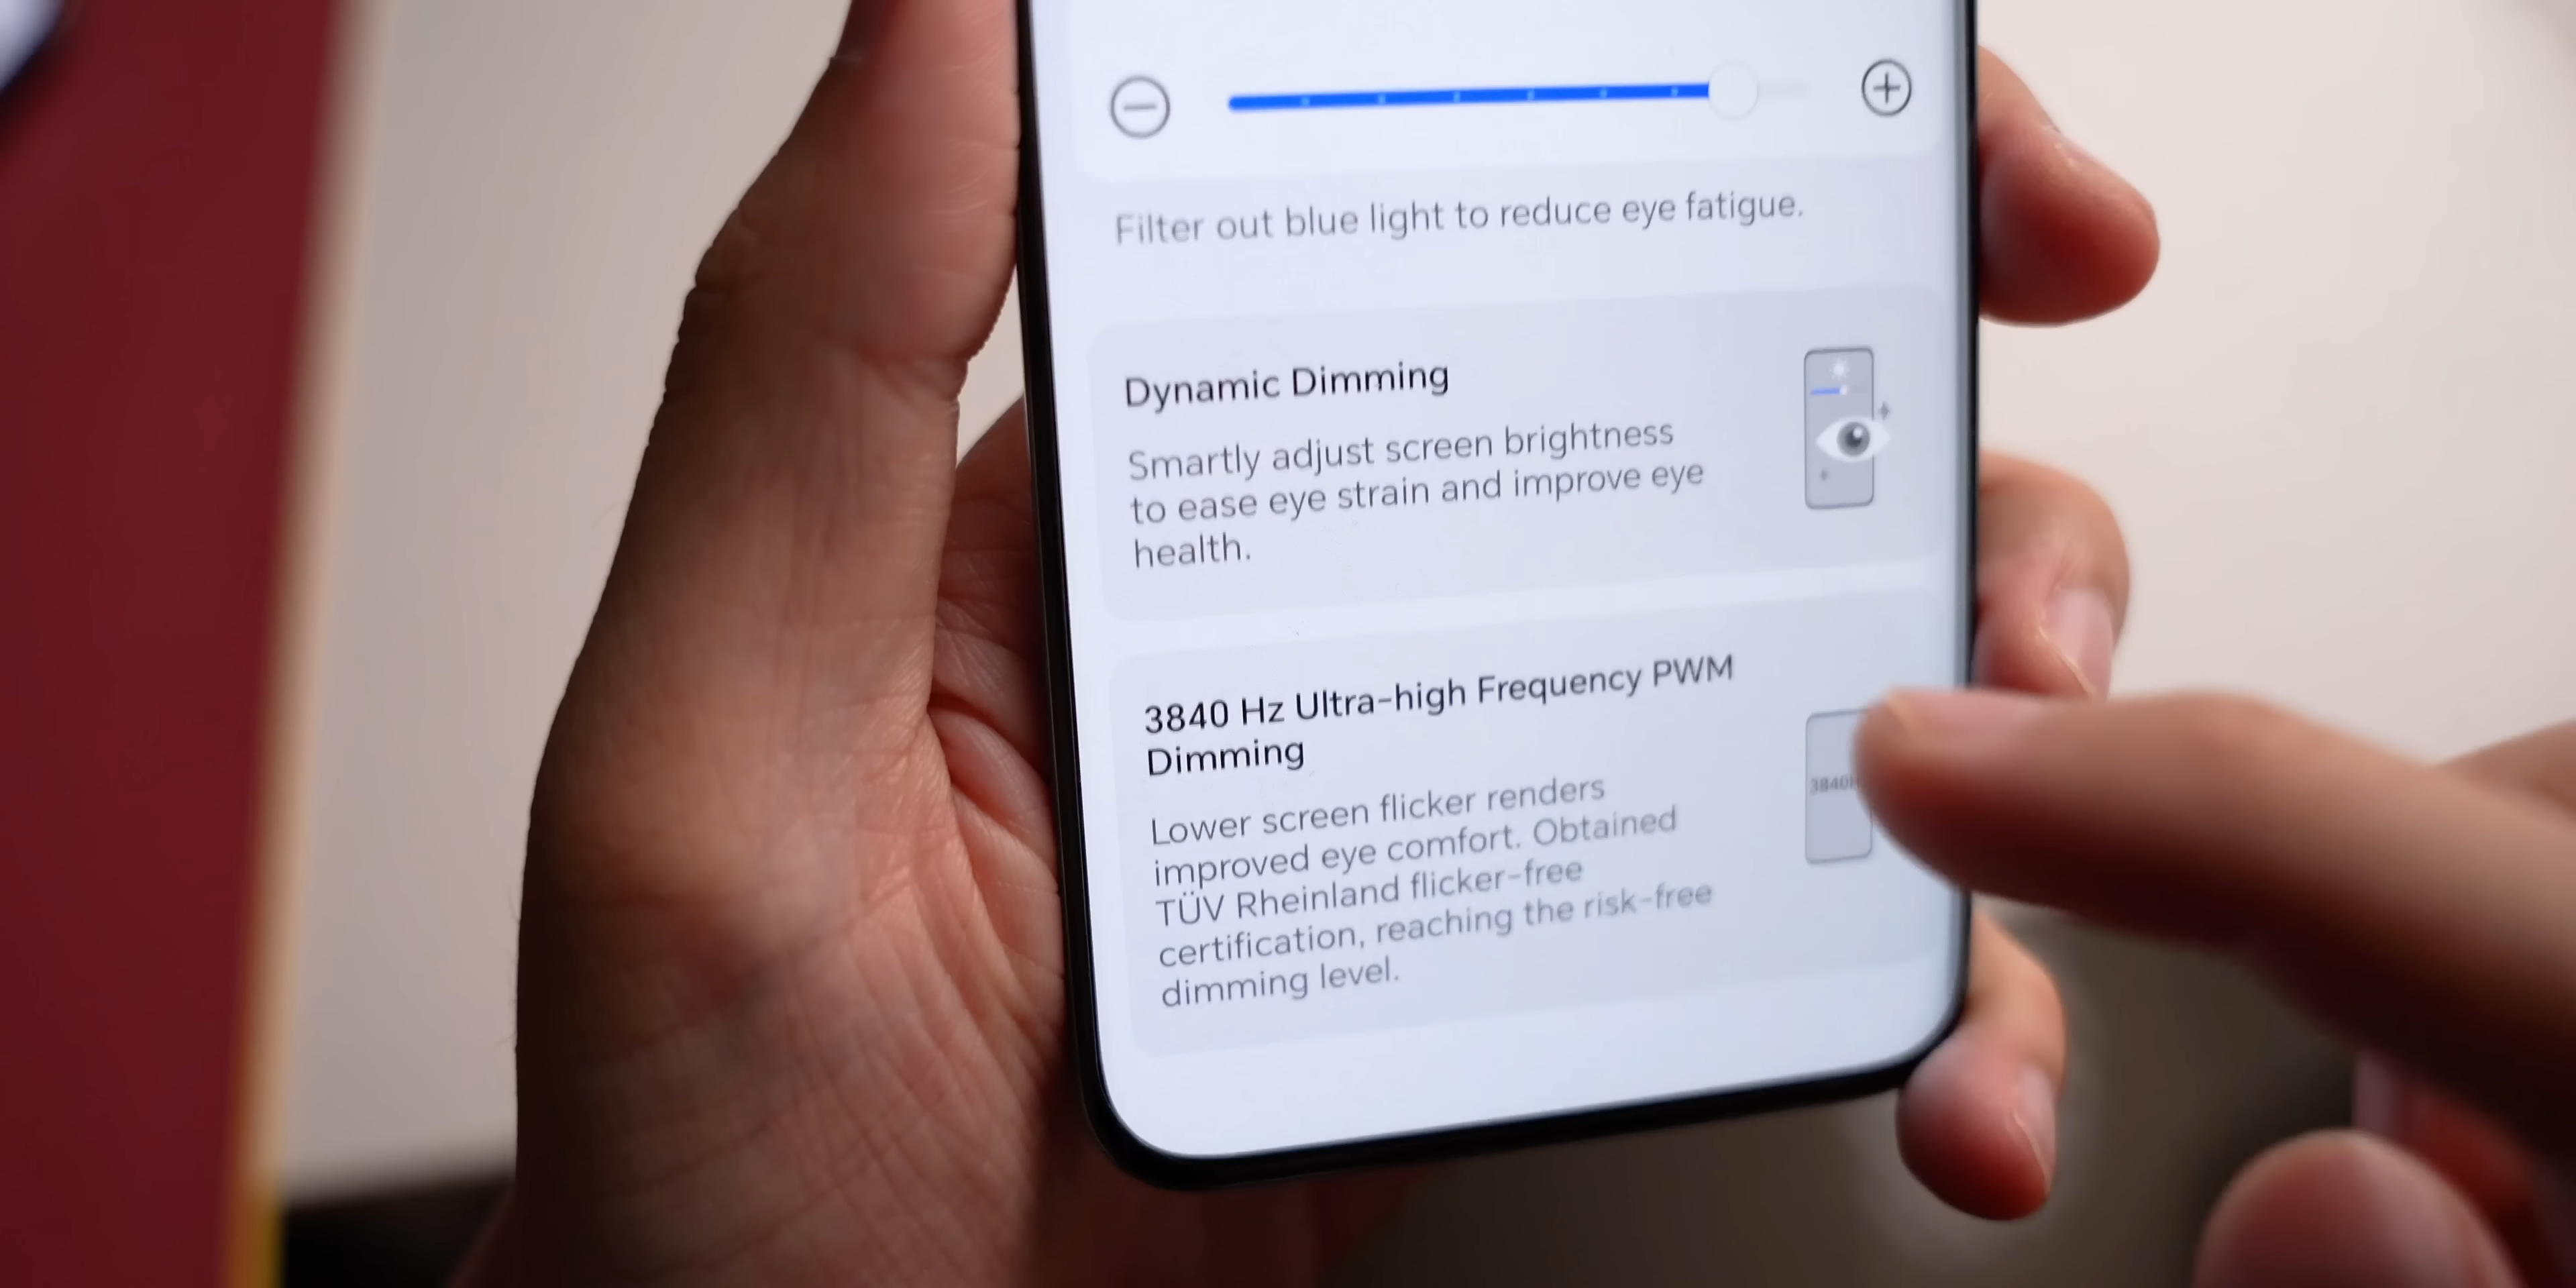 Filter out blue light to reduce eye fatigue.
Dynamic Dimming
Smartly adjust screen brightness
to ease eye strain and improve eye
health.
3840 Hz Ultra-high Frequency PWM
Dimming
Lower screen flicker renders
improved eye comfort. Obtained
TÜV Rheinland flicker-free
certification, reaching the risk-free
dimming level.
3840